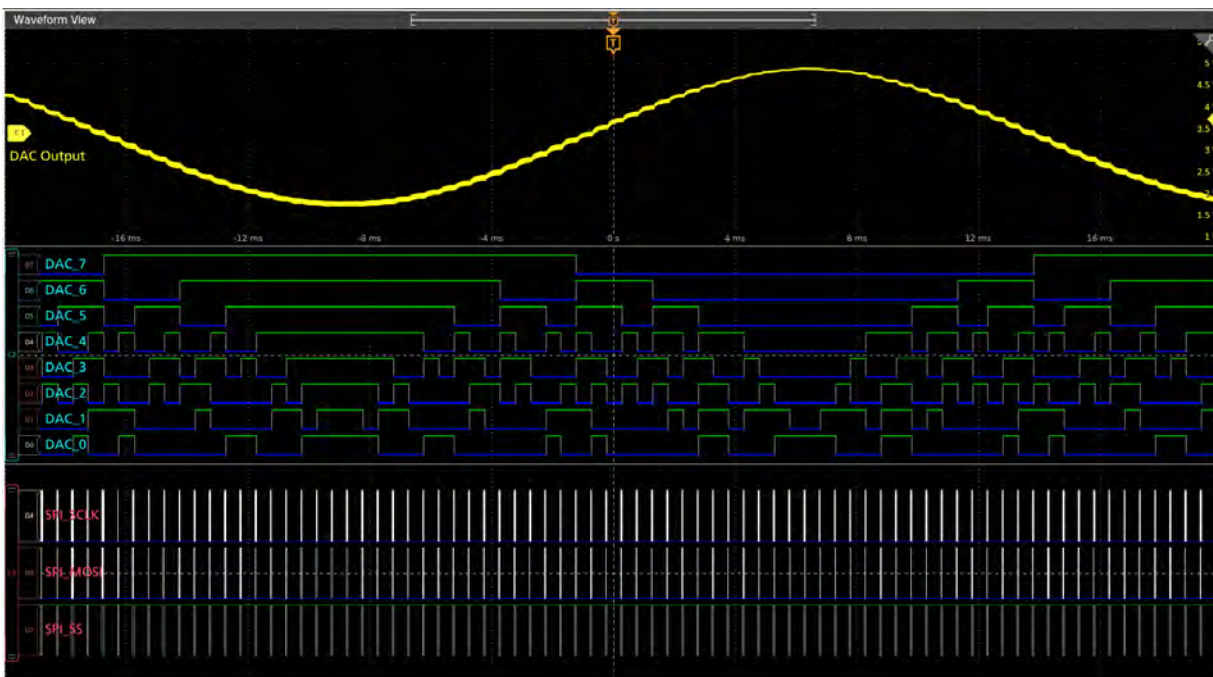 Waveform View
T
T
5
4.5
4
C1
3.5
DAC Output
3
2.5
2
1.5
-16 ms -12 ms -8 ms -4 ms 0 s 4 ms 8 ms 12 ms 16 ms 1
D7 DAC_7
D6 DAC_6
D5 DAC_5
D4 DAC_4
D3 DAC_3
D2 DAC_2
D1 DAC_1
D0 DAC_0
SPI_SCLK
SPI_MOSI
SPI_SS